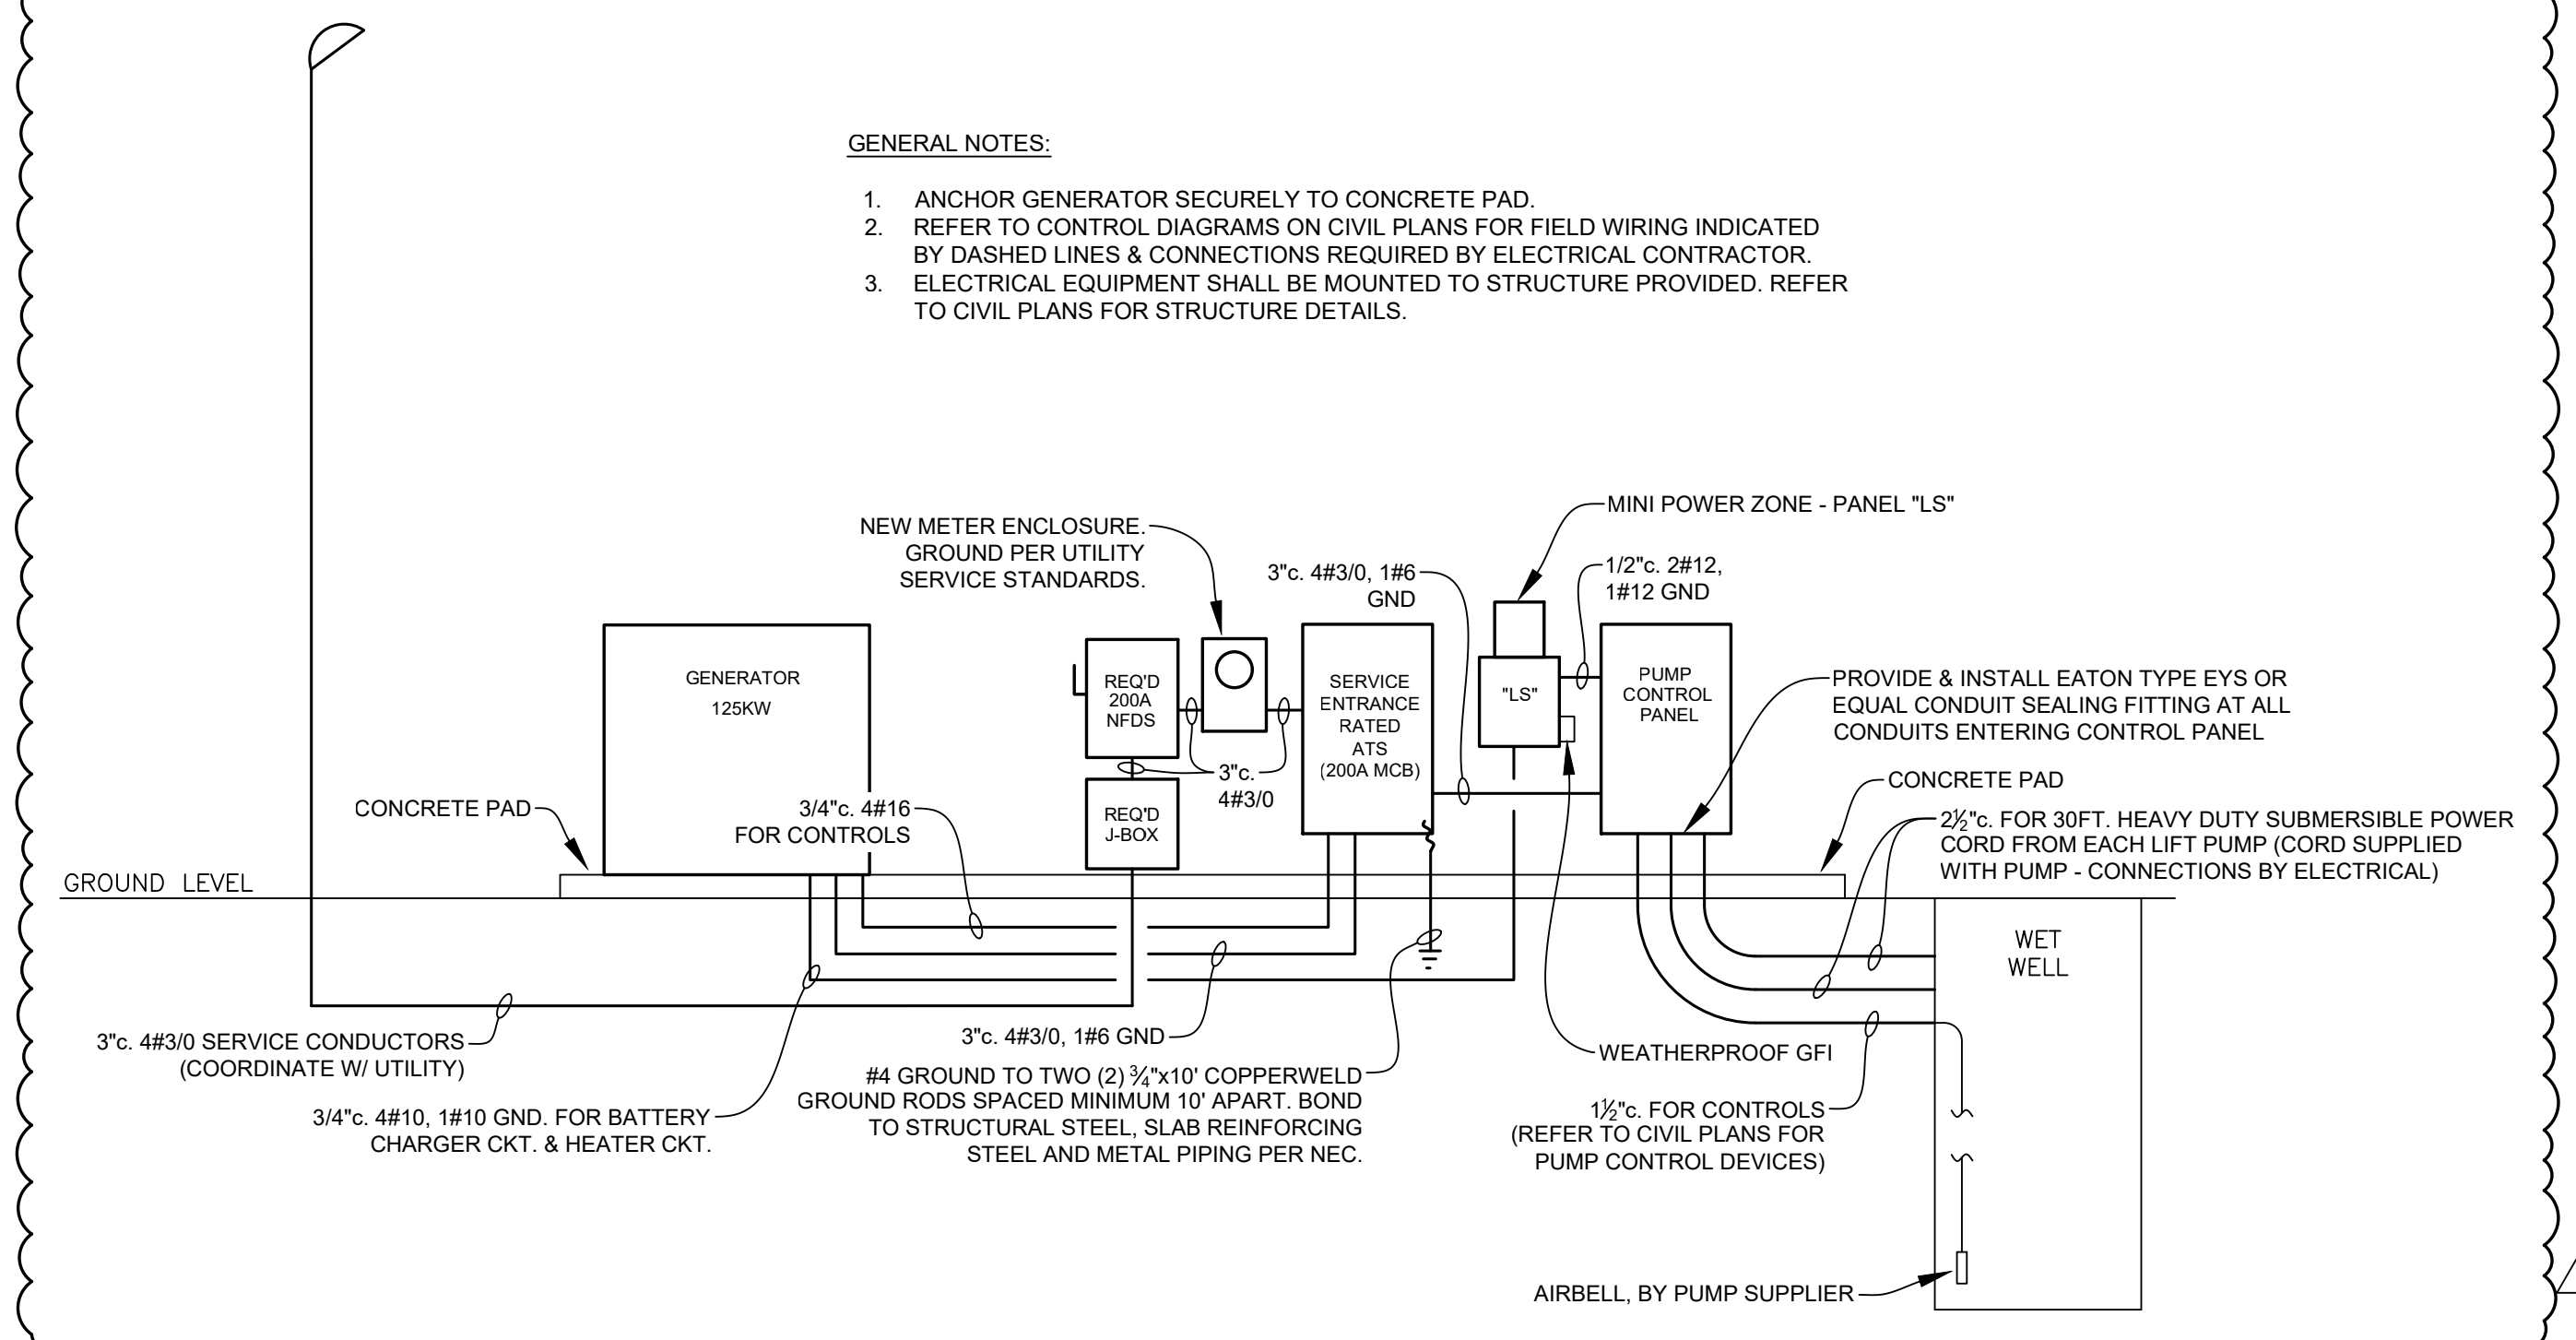 GENERAL NOTES:
1. ANCHOR GENERATOR SECURELY TO CONCRETE PAD.
2. REFER TO CONTROL DIAGRAMS ON CIVIL PLANS FOR FIELD WIRING INDICATED
BY DASHED LINES & CONNECTIONS REQUIRED BY ELECTRICAL CONTRACTOR.
3. ELECTRICAL EQUIPMENT SHALL BE MOUNTED TO STRUCTURE PROVIDED. REFER
TO CIVIL PLANS FOR STRUCTURE DETAILS.
NEW METER ENCLOSURE.
GROUND PER UTILITY
SERVICE STANDARDS.
3"c. 4#3/0, 1#6
GND
MINI POWER ZONE - PANEL "LS"
1/2"c. 2#12,
1#12 GND
GENERATOR
125KW
REQ'D
200A
NFDS
SERVICE
ENTRANCE
RATED
ATS
(200A MCB)
"LS"
PUMP
CONTROL
PANEL
PROVIDE & INSTALL EATON TYPE EYS OR
EQUAL CONDUIT SEALING FITTING AT ALL
CONDUITS ENTERING CONTROL PANEL
3"c.
4#3/0
CONCRETE PAD
3/4"c. 4#16
FOR CONTROLS
REQ'D
J-BOX
CONCRETE PAD
2½"c. FOR 30FT. HEAVY DUTY SUBMERSIBLE POWER
CORD FROM EACH LIFT PUMP (CORD SUPPLIED
WITH PUMP - CONNECTIONS BY ELECTRICAL)
GROUND LEVEL
WET
WELL
3"c. 4#3/0 SERVICE CONDUCTORS
(COORDINATE W/ UTILITY)
3"c. 4#3/0, 1#6 GND
WEATHERPROOF GFI
#4 GROUND TO TWO (2) ¾"x10' COPPERWELD
GROUND RODS SPACED MINIMUM 10' APART. BOND
TO STRUCTURAL STEEL, SLAB REINFORCING
STEEL AND METAL PIPING PER NEC.
3/4"c. 4#10, 1#10 GND. FOR BATTERY
CHARGER CKT. & HEATER CKT.
1½"c. FOR CONTROLS
(REFER TO CIVIL PLANS FOR
PUMP CONTROL DEVICES)
AIRBELL, BY PUMP SUPPLIER